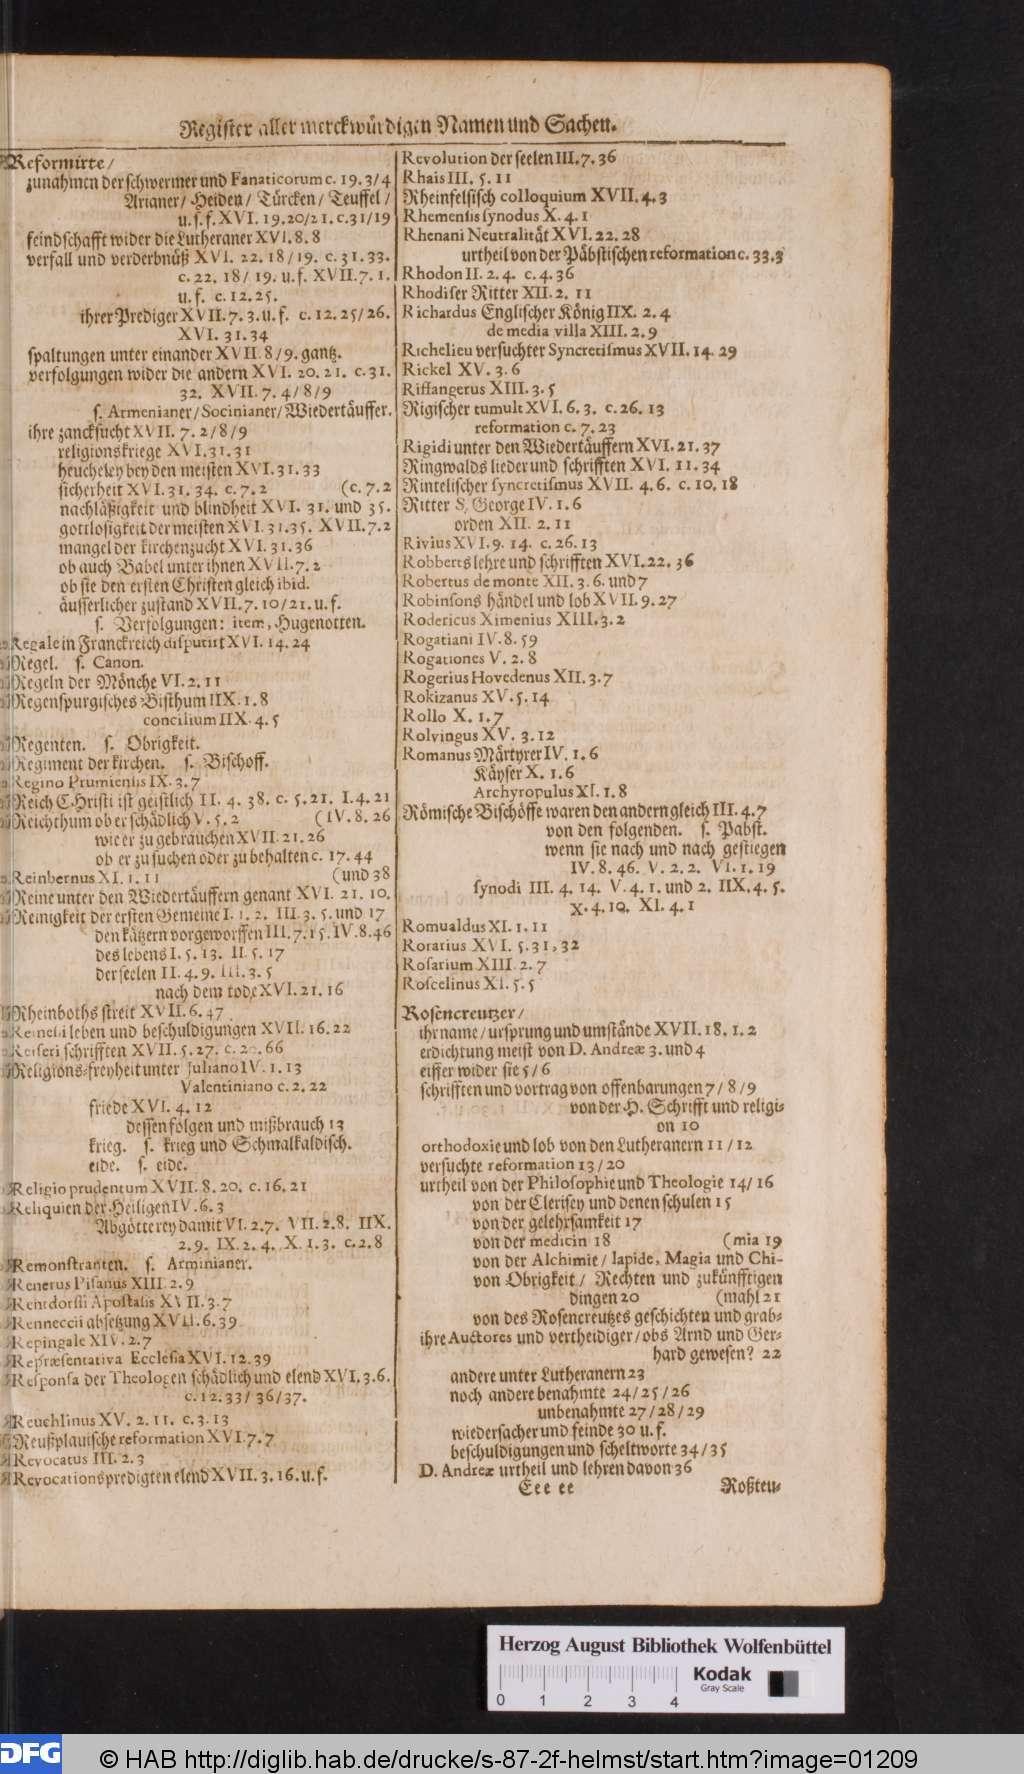 Register aller merckwürdigen Namen und Sachen.
Reformirte/
zunahmen der schwermer und Fanaticorum c. 19. 3/4
Arianer/ Heiden/ Türcken/ Teuffel/
u. s. f. XVI. 19. 20/21. c. 31/19
feindschafft wider die Lutheraner XVI. 8. 8
verfall und verderbnüß XVI. 22. 18/19. c. 31. 33.
c. 22. 18/ 19. u. f. XVII. 7. 1.
u. f. c. 12. 25.
ihrer Prediger XVII. 7. 3. u. f. c. 12. 25/26.
XVI. 31. 34
spaltungen unter einander XVII. 8/9. gantz.
verfolgungen wider die andern XVI. 20. 21. c. 31.
32. XVII. 7. 4/8/9
s. Armenianer/ Socinianer/ Wiedertäuffer.
ihre zancksucht XVII. 7. 2/8/9
religionskriege XVI. 31. 31
heucheley bey den meisten XVI. 31. 33
sicherheit XVI. 31. 34. c. 7. 2 (c. 7. 2
nachläßigkeit und blindheit XVI. 31. und 35.
gottlosigkeit der meisten XVI. 31. 35. XVII. 7. 2
mangel der kirchenzucht XVI. 31. 36
ob auch Babel unter ihnen XVII. 7. 2
ob sie den ersten Christen gleich ibid.
äusserlicher zustand XVII. 7. 10/21. u. f.
s. Verfolgungen: item, Hugenotten.
Regale in Franckreich disputirt XVI. 14. 24
Regel. s. Canon.
Regeln der Mönche VI. 2. 11
Regenspurgisches Bisthum IIX. 1. 8
concilium IIX. 4. 5
Regenten. s. Obrigkeit.
Regiment der kirchen. s. Bischoff.
Regino Prumiensis IX. 3. 7
Reich Christi ist geistlich II. 4. 38. c. 5. 21. I. 4. 21
Reichthum ob er schädlich V. 5. 2 (IV. 8. 26
wie er zu gebrauchen XVII. 21. 26
ob er zu suchen oder zu behalten c. 17. 44
Reinbernus XI. 1. 11 (und 38
Reine unter den Wiedertäuffern genant XVI. 21. 10.
Reinigkeit der ersten Gemeine I. 1. 2. III. 3. 5. und 17
den kätzern vorgeworffen III. 7. 15. IV. 8. 46
des lebens I. 5. 13. II. 5. 17
der seelen II. 4. 9. III. 3. 5
nach dem tode XVI. 21. 16
Rheinboths streit XVII. 6. 47
leben und beschuldigungen XVII. 16. 22
Reiseri schrifften XVII. 5. 27. c. 20. 66
Religions-freyheit unter Juliano IV. 1. 13
Valentiniano c. 2. 22
friede XVI. 4. 12
dessen folgen und mißbrauch 13
krieg. s. krieg und Schmalkaldisch.
eide. s. eide.
Religio prudentum XVII. 8. 20. c. 16. 21
Reliquien der Heiligen IV. 6. 3
Abgötterey damit VI. 2. 7. VII. 2. 8. IIX.
2. 9. IX. 2. 4. X. 1. 3. c. 2. 8
Remonstranten. s. Arminianer.
Renerus Pisanus XIII. 2. 9
Apostasis XVII. 3. 7
Renneccii absetzung XVII. 6. 39
Repingale XIV. 2. 7
Repræsentativa Ecclesia XVI. 12. 39
Responsa der Theologen schädlich und elend XVI. 3. 6.
c. 12. 33/ 36/37.
Reuchlinus XV. 2. 11. c. 3. 13
Reußplauische reformation XVI. 7. 7
Revocatus III. 2. 3
Revocationspredigten elend XVII. 3. 16. u. f.
Revolution der seelen III. 7. 36
Rhais III. 5. 11
Rheinfelsisch colloquium XVII. 4. 3
Rhemensis synodus X. 4. 1
Rhenani Neutralität XVI. 22. 28
urtheil von der Päbstischen reformation c. 33. 3
Rhodon II. 2. 4. c. 4. 36
Rhodiser Ritter XII. 2. 11
Richardus Englischer König IIX. 2. 4
de media villa XIII. 2. 9
Richelieu versuchter Syncretismus XVII. 14. 29
Rickel XV. 3. 6
Riffangerus XIII. 3. 5
Rigischer tumult XVI. 6. 3. c. 26. 13
reformation c. 7. 23
Rigidi unter den Wiedertäuffern XVI. 21. 37
Ringwalds lieder und schrifften XVI. 11. 34
Rintelischer syncretismus XVII. 4. 6. c. 10. 18
Ritter S. George IV. 1. 6
orden XII. 2. 11
Rivius XVI. 9. 14. c. 26. 13
Robberts lehre und schrifften XVI. 22. 36
Robertus de monte XII. 3. 6. und 7
Robinsons händel und lob XVII. 9. 27
Rodericus Ximenius XIII. 3. 2
Rogatiani IV. 8. 59
Rogationes V. 2. 8
Rogerius Hovedenus XII. 3. 7
Rokizanus XV. 5. 14
Rollo X. 1. 7
Rolvingus XV. 3. 12
Romanus Märtyrer IV. 1. 6
Käyser X. 1. 6
Archyropulus XI. 1. 8
Römische Bischöffe waren den andern gleich III. 4. 7
von den folgenden. s. Pabst.
wenn sie nach und nach gestiegen
IV. 8. 46. V. 2. 2. VI. 1. 19
synodi III. 4. 14. V. 4. 1. und 2. IIX. 4. 5.
X. 4. 10. XI. 4. 1
Romualdus XI. 1. 11
Rorarius XVI. 5. 31, 32
Rosarium XIII. 2. 7
Roscelinus XI. 5. 5
Rosencreutzer/
ihr name/ ursprung und umstände XVII. 18. 1. 2
erdichtung meist von D. Andreæ 3. und 4
eiffer wider sie 5/6
schrifften und vortrag von offenbarungen 7/8/9
von der H. Schrifft und religi-
on 10
orthodoxie und lob von den Lutheranern 11/12
versuchte reformation 13/20
urtheil von der Philosophie und Theologie 14/16
von der Clerisey und denen schulen 15
von der gelehrsamkeit 17
von der medicin 18 (mia 19
von der Alchimie/ lapide, Magia und Chi-
von Obrigkeit/ Rechten und zukünfftigen
dingen 20 (mahl 21
von des Rosencreutzes geschichten und grab-
ihre Auctores und vertheidiger/ obs Arnd und Ger-
hard gewesen? 22
andere unter Lutheranern 23
noch andere benahmte 24/25/26
unbenahmte 27/28/29
wiedersacher und feinde 30 u. f.
beschuldigungen und scheltworte 34/35
D. Andreæ urtheil und lehren davon 36
Eee ee Roßteu-
Herzog August Bibliothek Wolfenbüttel
0 1 2 3 4
Kodak
Gray Scale
DFG © HAB http://diglib.hab.de/drucke/s-87-2f-helmst/start.htm?image=01209